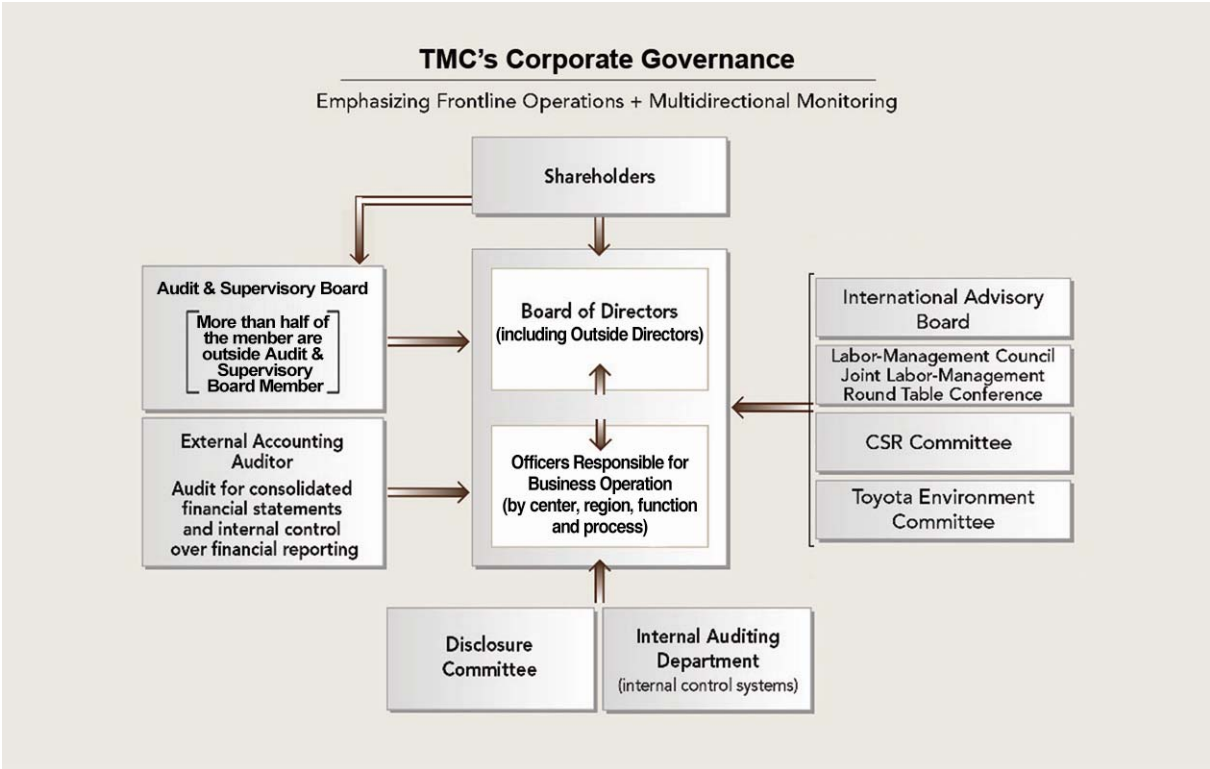 TMC's Corporate Governance
Emphasizing Frontline Operations + Multidirectional Monitoring
Shareholders
Audit & Supervisory Board
More than half of
the menber are
outside Audit &
Supervisory
Board Member
External Accounting
Auditor
Audit for consolidated
financial statements
and internal control
over financial reporting
Board of Directors
(including Outside Directors)
Officers Responsible for
Business Operation
(by center, region, function
and process)
International Advisory
Board
Labor-Management Council
Joint Labor-Management
Round Table Conference
CSR Committee
Toyota Environment
Committee
Disclosure
Committee
Internal Auditing
Department
(internal control systems)